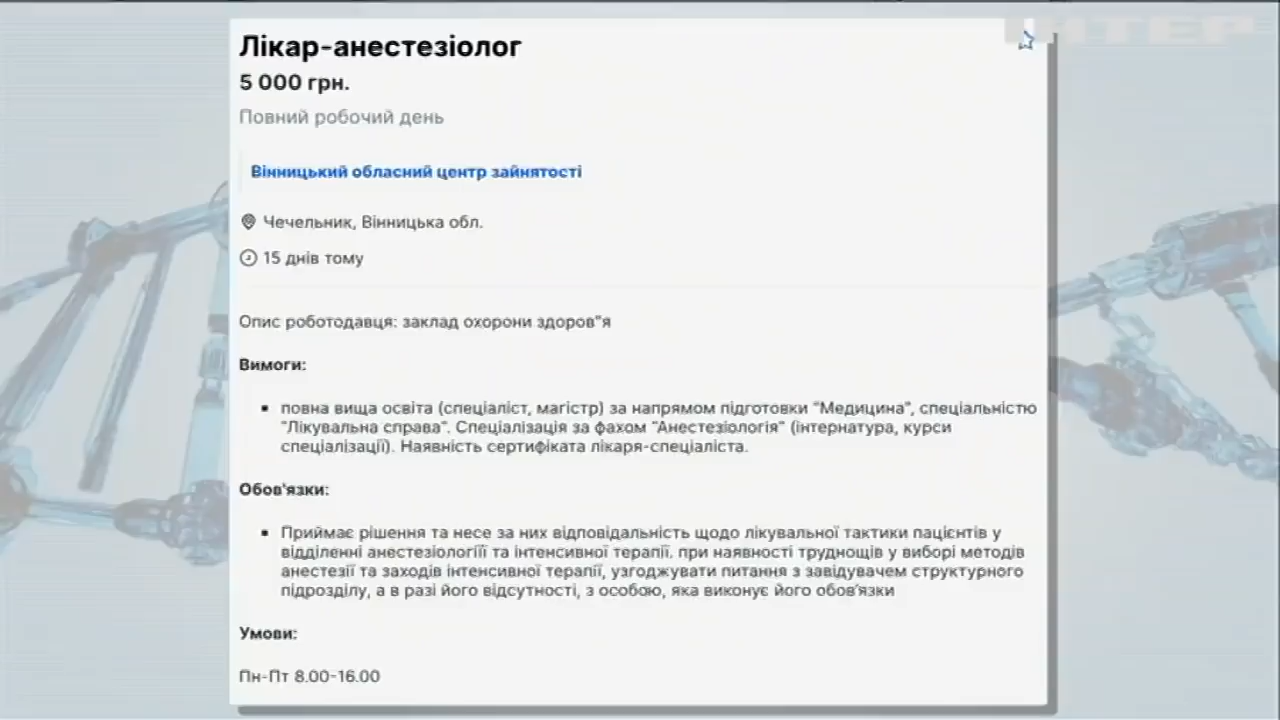 ІНТЕР
Лікар-анестезіолог
5 000 грн.
Повний робочий день
Вінницький обласний центр зайнятості
Чечельник, Вінницька обл.
15 днів тому
Опис роботодавця: заклад охорони здоров"я
Вимоги:
▪ повна вища освіта (спеціаліст, магістр) за напрямом підготовки "Медицина", спеціальністю
"Лікувальна справа". Спеціалізація за фахом "Анестезіологія" (інтернатура, курси
спеціалізації). Наявність сертифіката лікаря-спеціаліста.
Обов'язки:
▪ Приймає рішення та несе за них відповідальність щодо лікувальної тактики пацієнтів у
відділенні анестезіологіїї та інтенсивної терапії. при наявності труднощів у виборі методів
анестезії та заходів інтенсивної терапії, узгоджувати питання з завідувачем структурного
підрозділу, а в разі його відсутності, з особою, яка виконує його обов'язки
Умови:
Пн-Пт 8.00-16.00